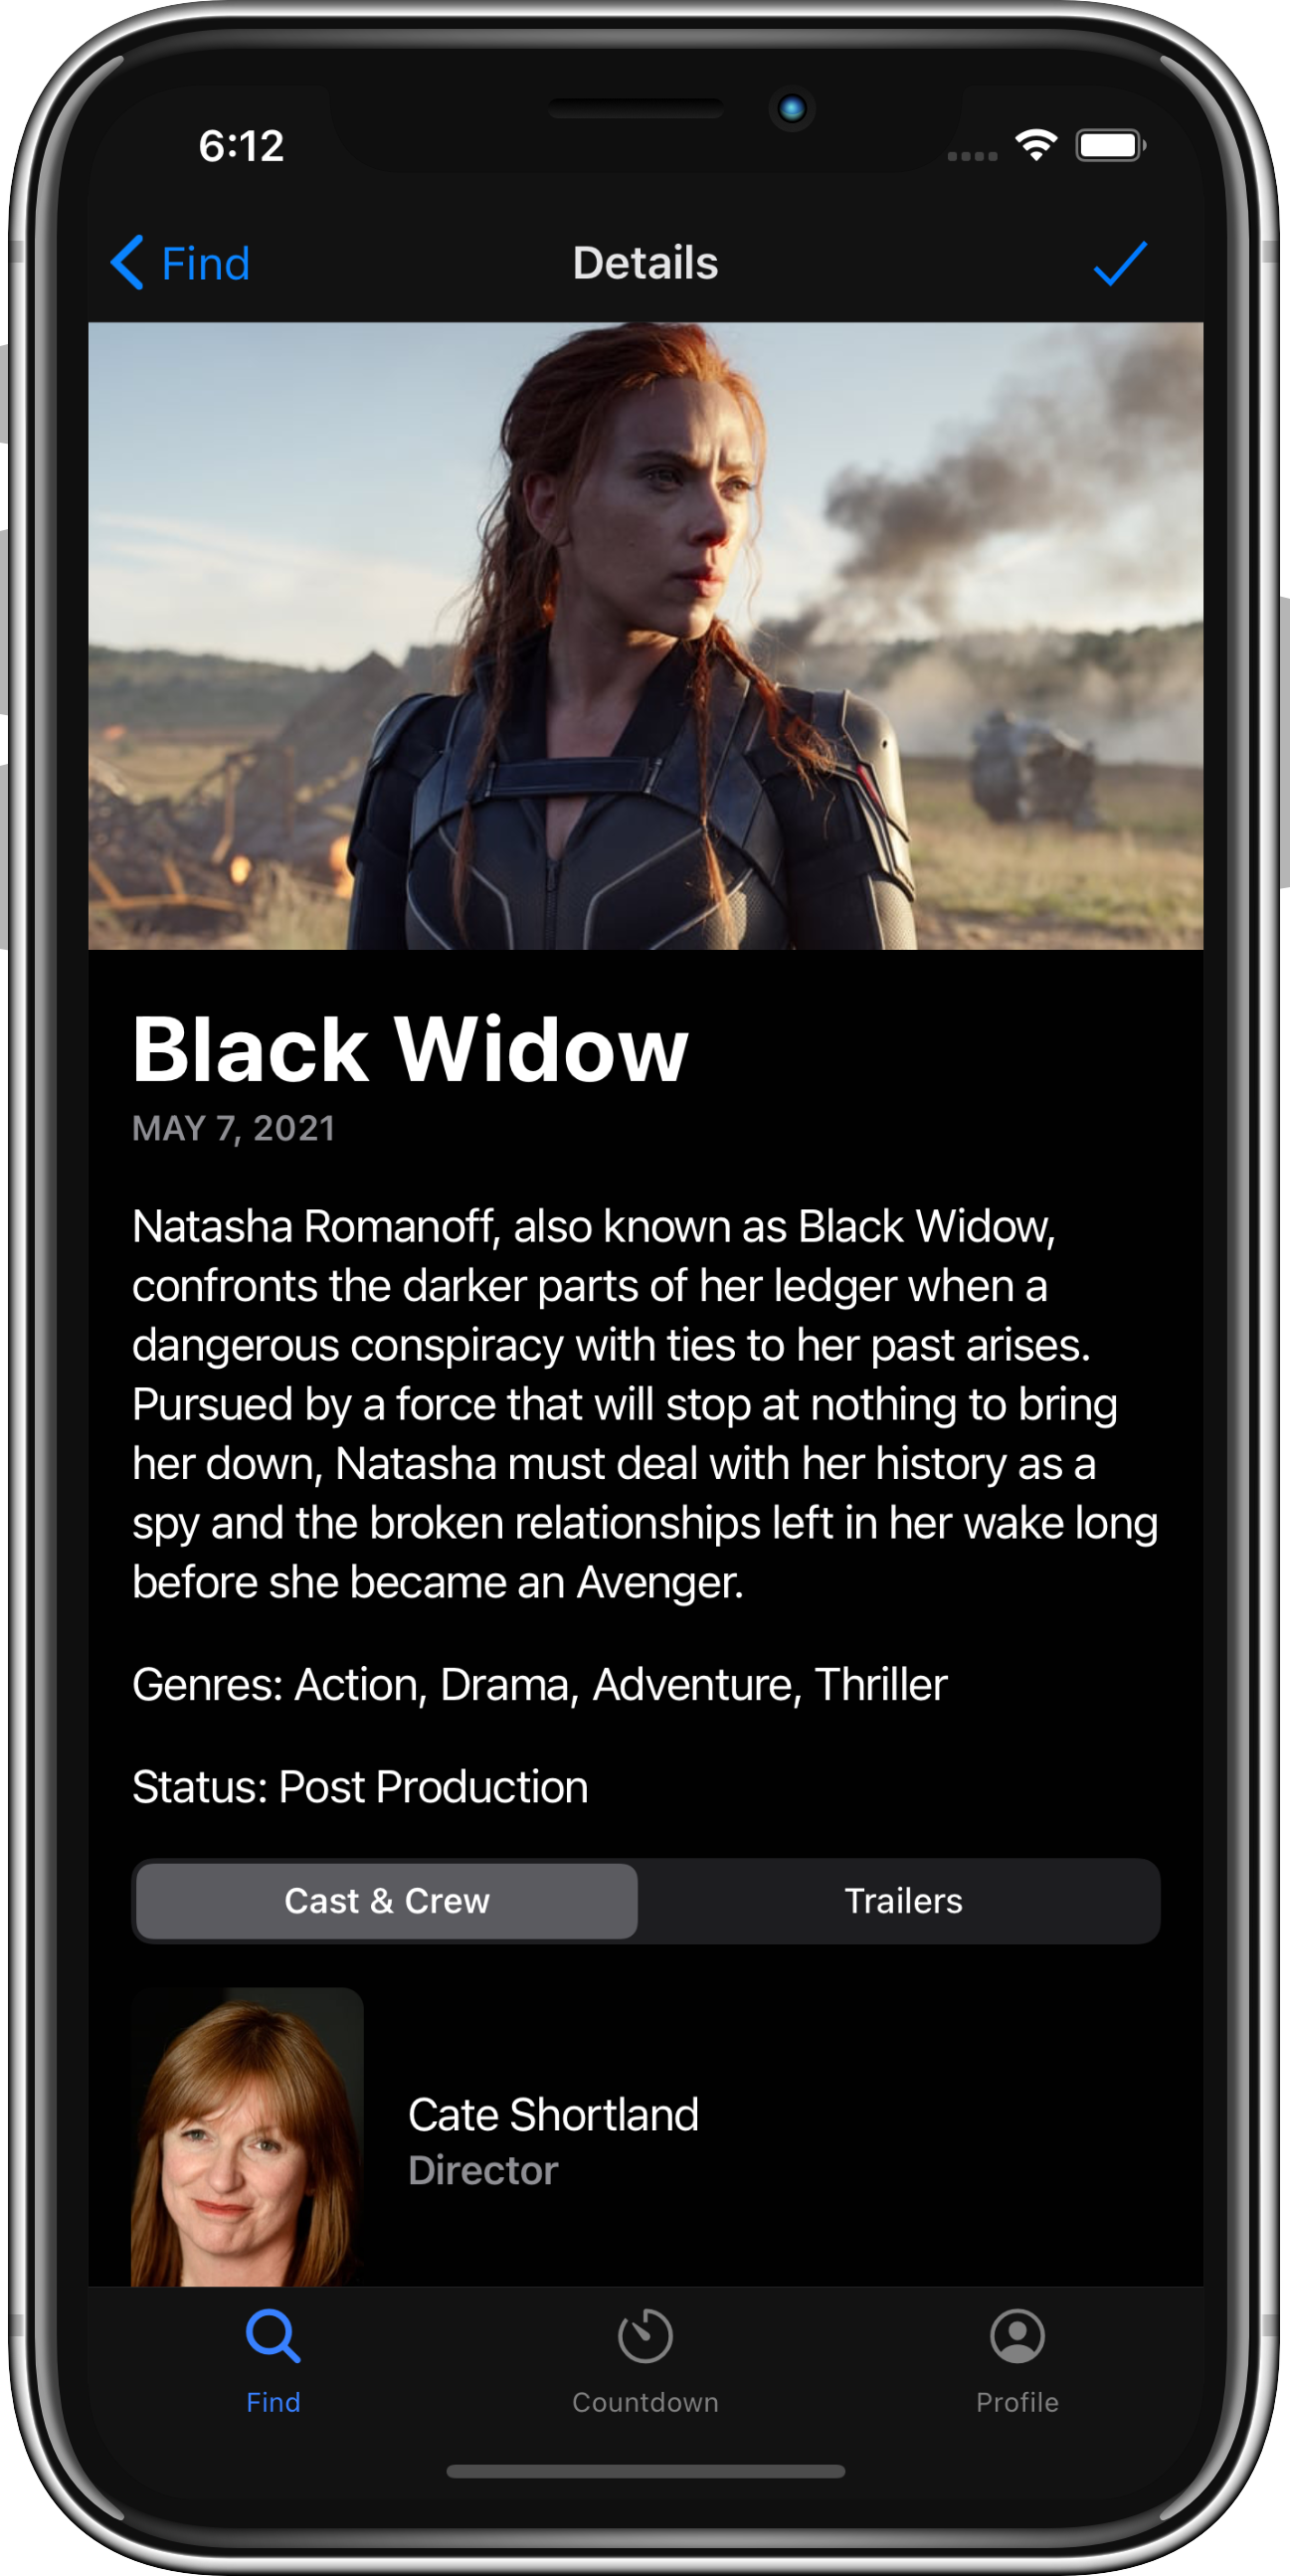 6:12
Find
Details
Black Widow
MAY 7, 2021
Natasha Romanoff, also known as Black Widow,
confronts the darker parts of her ledger when a
dangerous conspiracy with ties to her past arises.
Pursued by a force that will stop at nothing to bring
her down, Natasha must deal with her history as a
spy and the broken relationships left in her wake long
before she became an Avenger.
Genres: Action, Drama, Adventure, Thriller
Status: Post Production
Cast & Crew
Trailers
Cate Shortland
Director
Find
Countdown
Profile